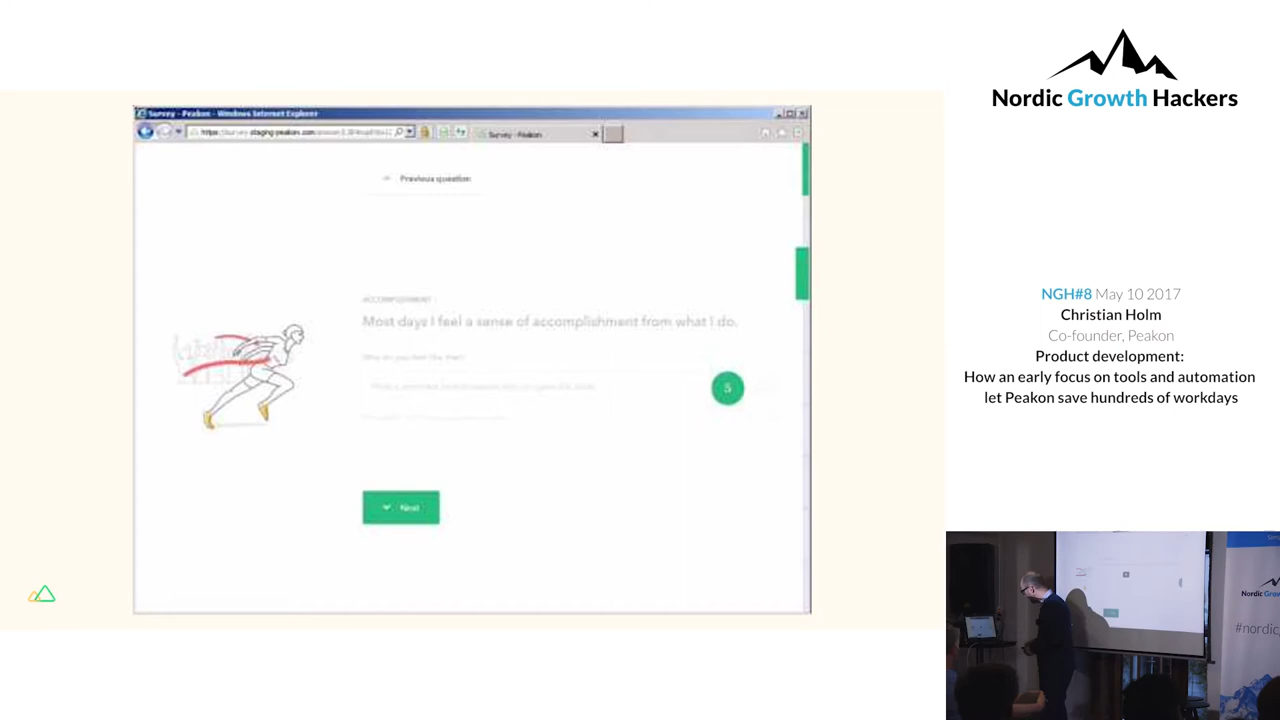 Nordic Growth Hackers
Survey - Peakon - Windows Internet Explorer
Survey - Peakon
Previous question
ACCOMPLISHMENT
Most days I feel a sense of accomplishment from what I do.
5
Next
NGH#8 May 10 2017
Christian Holm
Co-founder, Peakon
Product development:
How an early focus on tools and automation
let Peakon save hundreds of workdays
Nordic Gro
#nordic